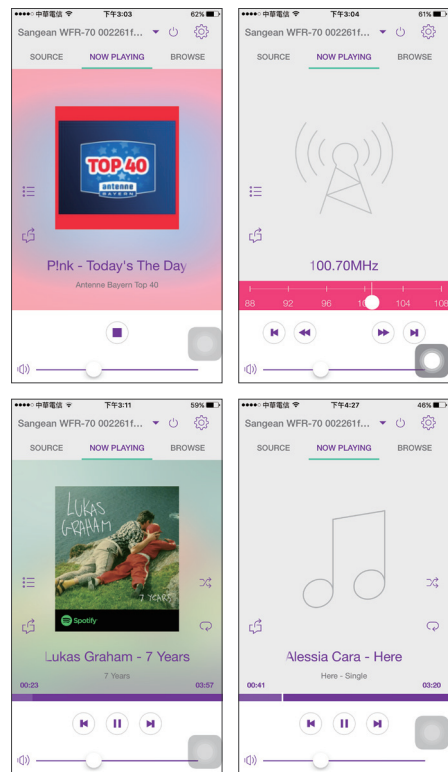 中華電信 下午3:03 62%
Sangean WFR-70 002261f...
SOURCE NOW PLAYING BROWSE
TOP 40
antenne
BAYERN
P!nk - Today's The Day
Antenne Bayern Top 40
中華電信 下午3:04 61%
Sangean WFR-70 002261f...
SOURCE NOW PLAYING BROWSE
100.70MHz
88 92 96 104 108
中華電信 下午3:11 59%
Sangean WFR-70 002261f...
SOURCE NOW PLAYING BROWSE
LUKAS
GRAHAM
7 YEARS
Spotify
Lukas Graham - 7 Years
7 Years
00:23 03:57
中華電信 下午4:27 46%
Sangean WFR-70 002261f...
SOURCE NOW PLAYING BROWSE
Alessia Cara - Here
Here - Single
00:41 03:20